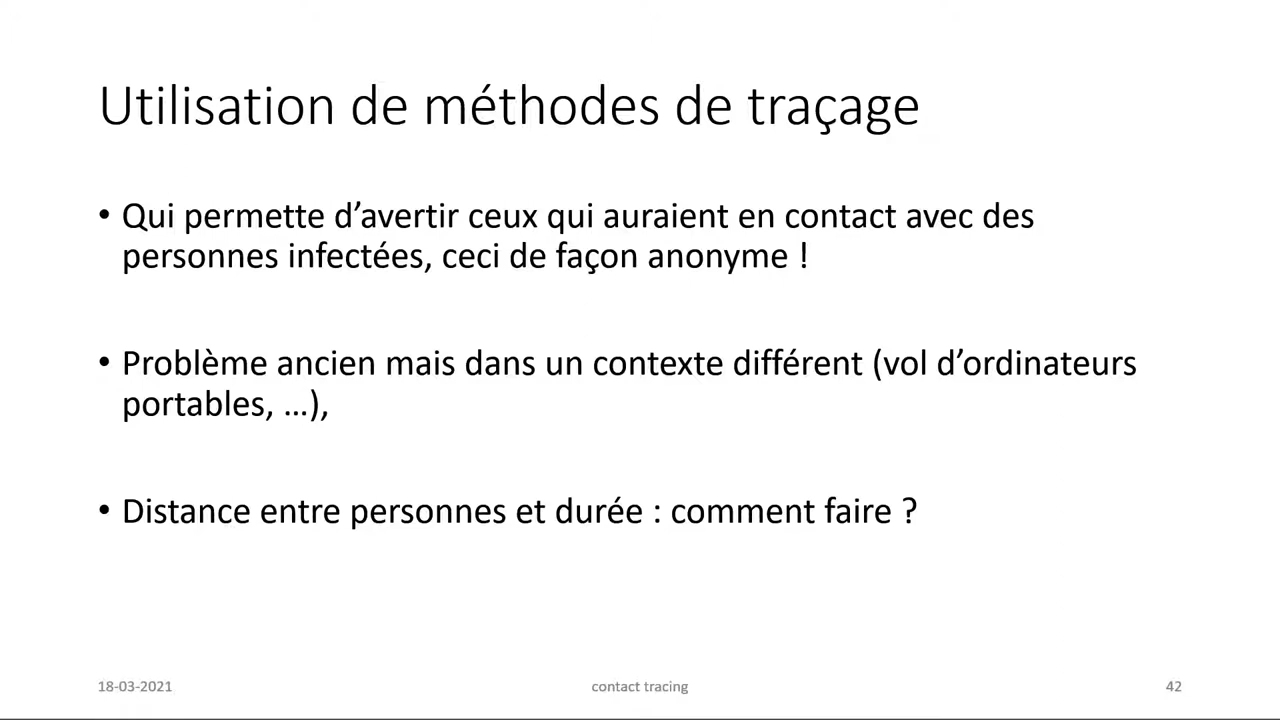 Utilisation de méthodes de traçage
• Qui permette d’avertir ceux qui auraient en contact avec des
personnes infectées, ceci de façon anonyme !
• Problème ancien mais dans un contexte différent (vol d’ordinateurs
portables, …),
• Distance entre personnes et durée : comment faire ?
18-03-2021
contact tracing
42